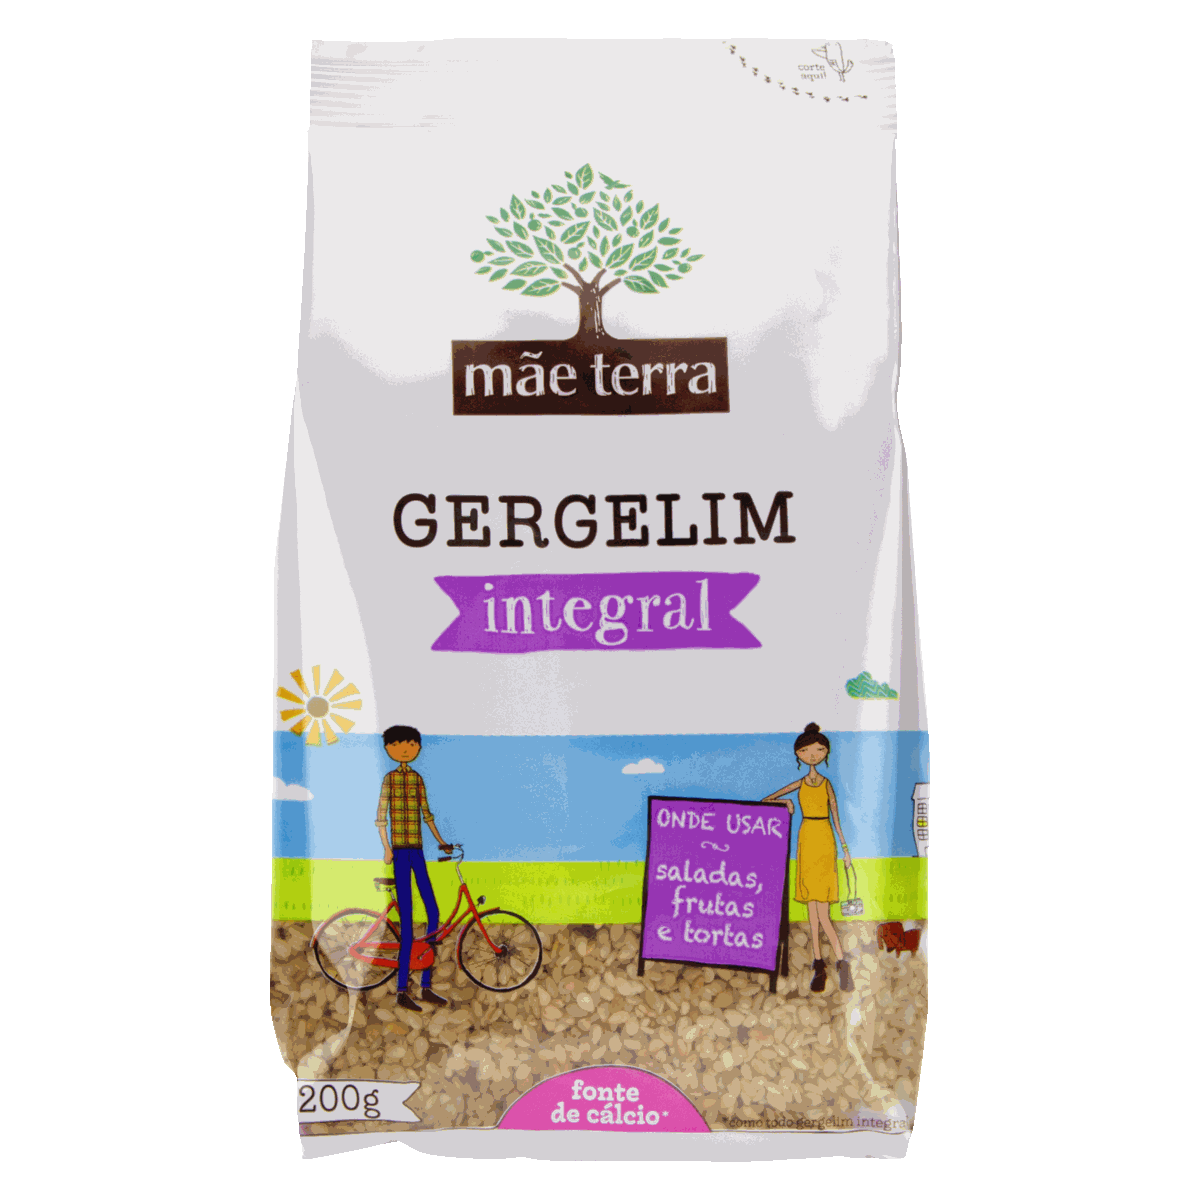 corte
aqui!
mãe terra
GERGELIM
integral
ONDE USAR
saladas,
frutas
e tortas
200g
fonte
de cálcio*
*como todo gergelim integral